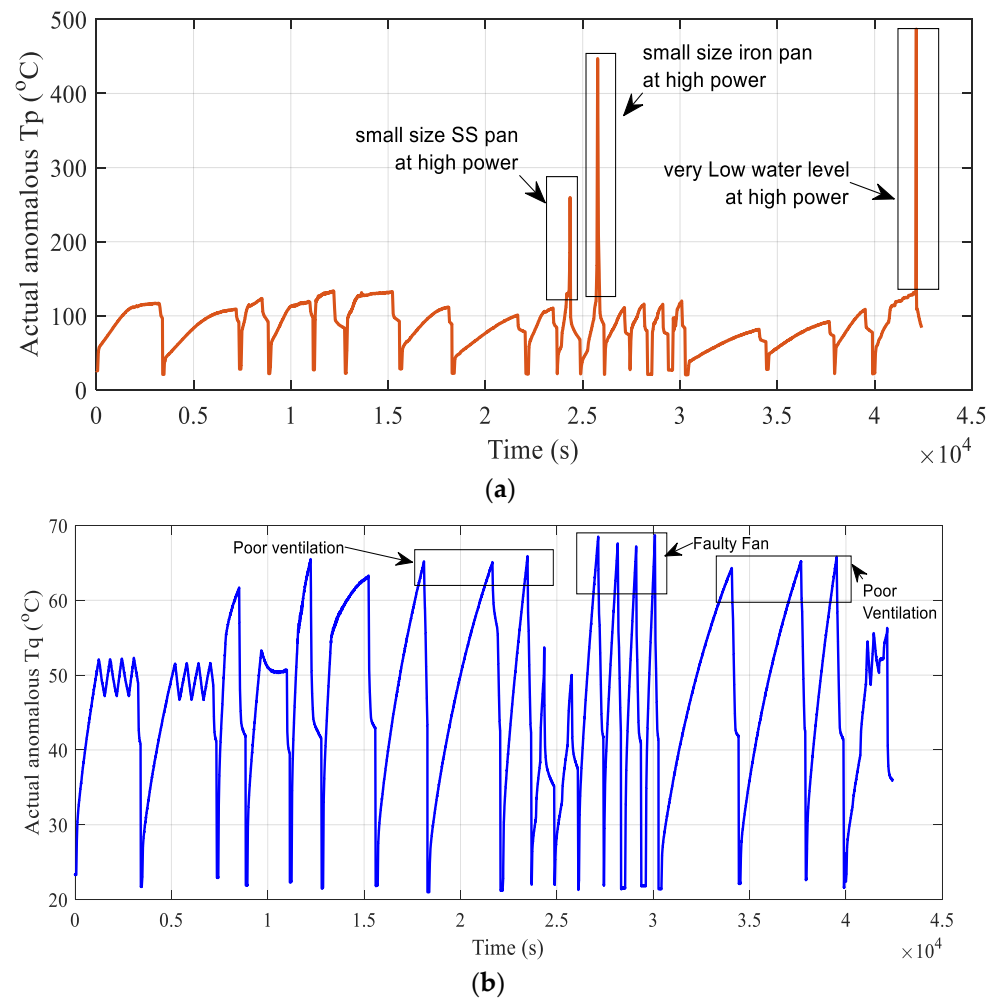 500
400
300
200
100
0
Actual anomalous Tp (°C)
small size SS pan
at high power
small size iron pan
at high power
very Low water level
at high power
0 0.5 1 1.5 2 2.5 3 3.5 4 4.5
Time (s)
×10⁴
(a)
70
60
50
40
30
20
Actual anomalous Tq (°C)
Poor ventilation
Faulty Fan
Poor
Ventilation
0 0.5 1 1.5 2 2.5 3 3.5 4 4.5
Time (s)
×10⁴
(b)